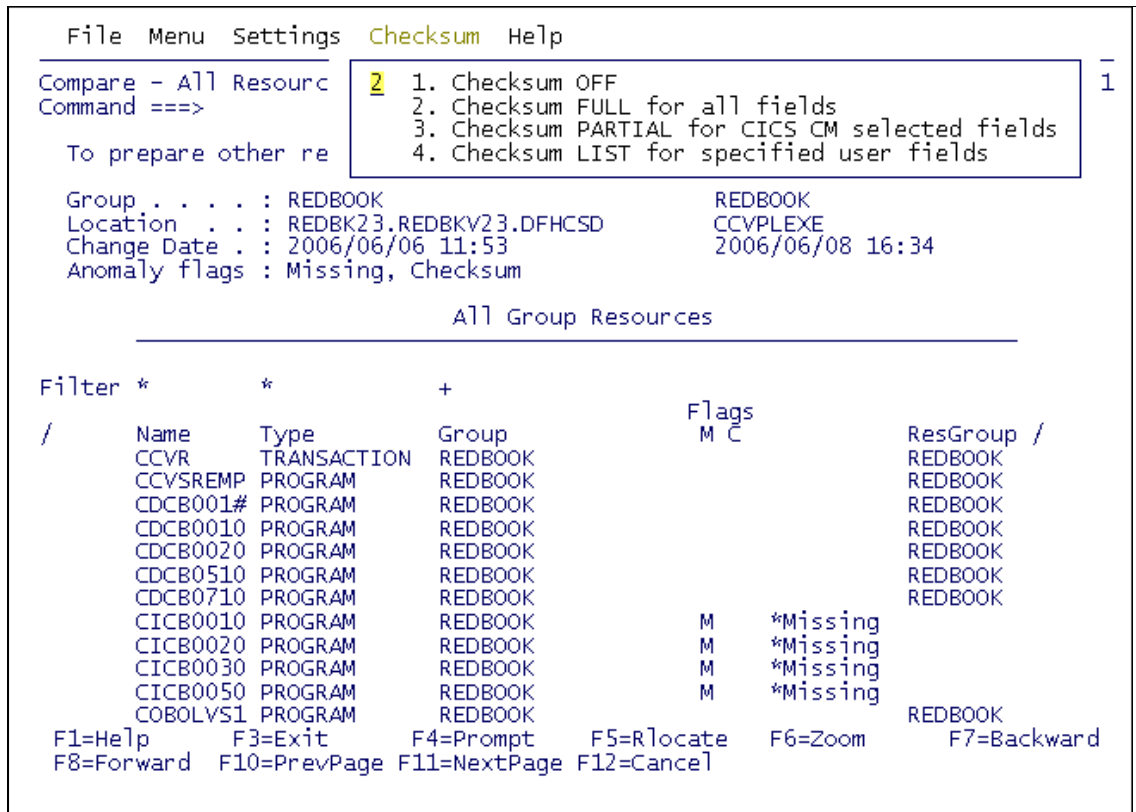 File Menu Settings Checksum Help
Compare - All Resourc 2 1. Checksum OFF 1
Command ===> 2. Checksum FULL for all fields
3. Checksum PARTIAL for CICS CM selected fields
To prepare other re 4. Checksum LIST for specified user fields
Group . . . . : REDBOOK REDBOOK
Location . . : REDBK23.REDBKV23.DFHCSD CCVPLEXE
Change Date . : 2006/06/06 11:53 2006/06/08 16:34
Anomaly flags : Missing, Checksum
All Group Resources
Filter * * +
Flags
/ Name Type Group M C ResGroup /
CCVR TRANSACTION REDBOOK REDBOOK
CCVSREMP PROGRAM REDBOOK REDBOOK
CDCB001# PROGRAM REDBOOK REDBOOK
CDCB0010 PROGRAM REDBOOK REDBOOK
CDCB0020 PROGRAM REDBOOK REDBOOK
CDCB0510 PROGRAM REDBOOK REDBOOK
CDCB0710 PROGRAM REDBOOK REDBOOK
CICB0010 PROGRAM REDBOOK M *Missing
CICB0020 PROGRAM REDBOOK M *Missing
CICB0030 PROGRAM REDBOOK M *Missing
CICB0050 PROGRAM REDBOOK M *Missing
COBOLVS1 PROGRAM REDBOOK REDBOOK
F1=Help F3=Exit F4=Prompt F5=Rlocate F6=Zoom F7=Backward
F8=Forward F10=PrevPage F11=NextPage F12=Cancel